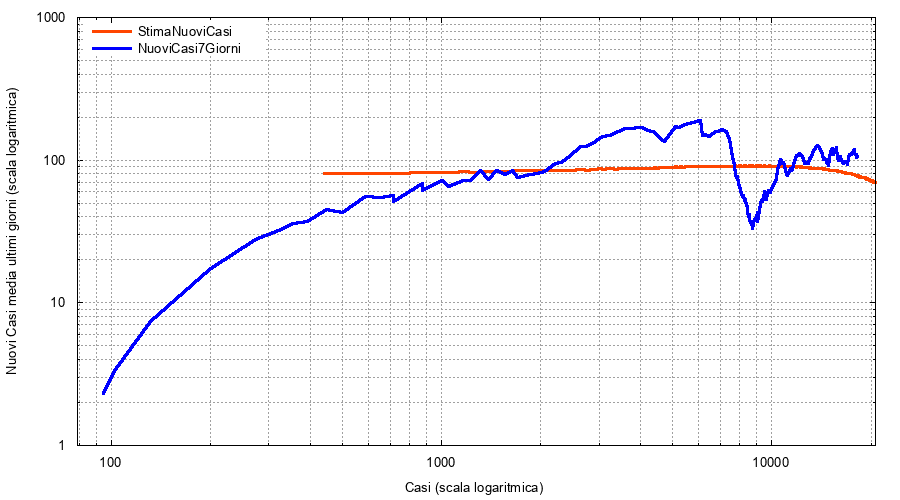 1000
StimaNuoviCasi
NuoviCasi7Giorni
100
10
1
Nuovi Casi media ultimi giorni (scala logaritmica)
100
1000
10000
Casi (scala logaritmica)